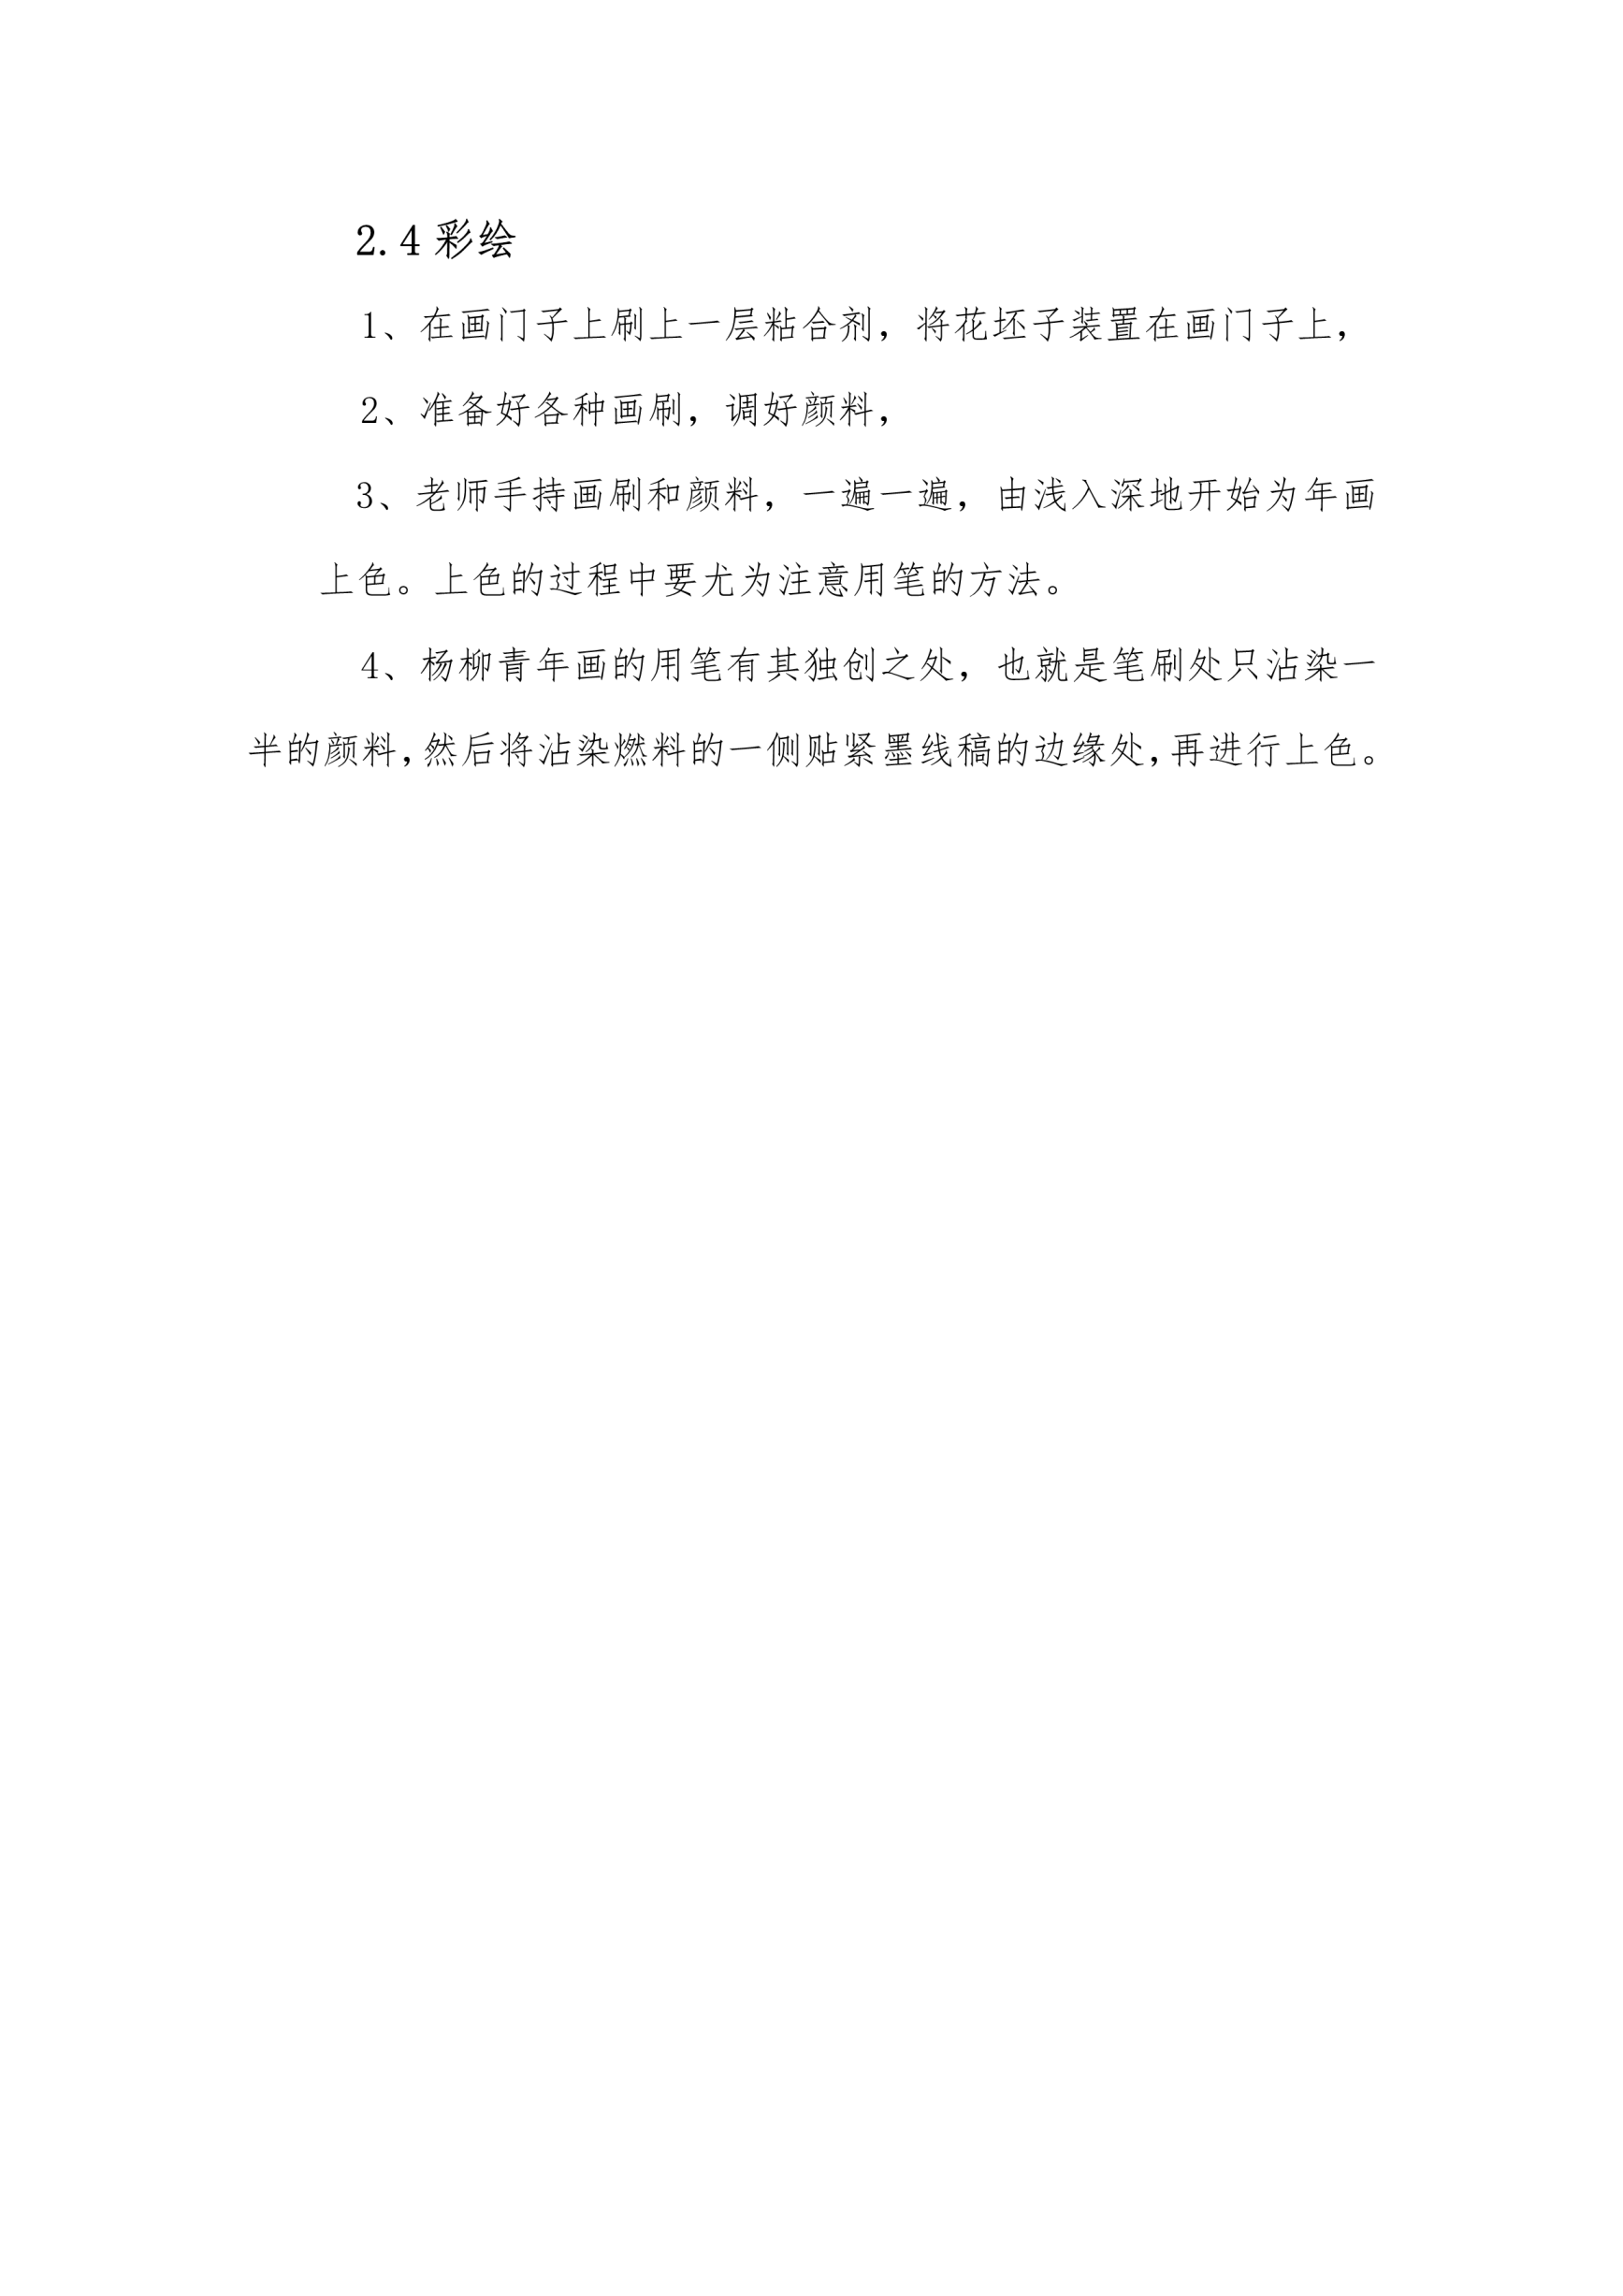 2.4 彩绘
1、在画门子上刷上一层粘合剂，将花坯子装置在画门子上，
2、准备好各种画刷，调好颜料，
3、老师手持画刷和颜料，一遍一遍，由浅入深地开始为年画
上色。上色的过程中要尤为注意用笔的方法。
4、杨柳青年画的用笔有其独创之处，也就是笔刷处只沾染一
半的颜料，然后将沾染燃料的一侧贴紧墨线稿的边缘处，再进行上色。